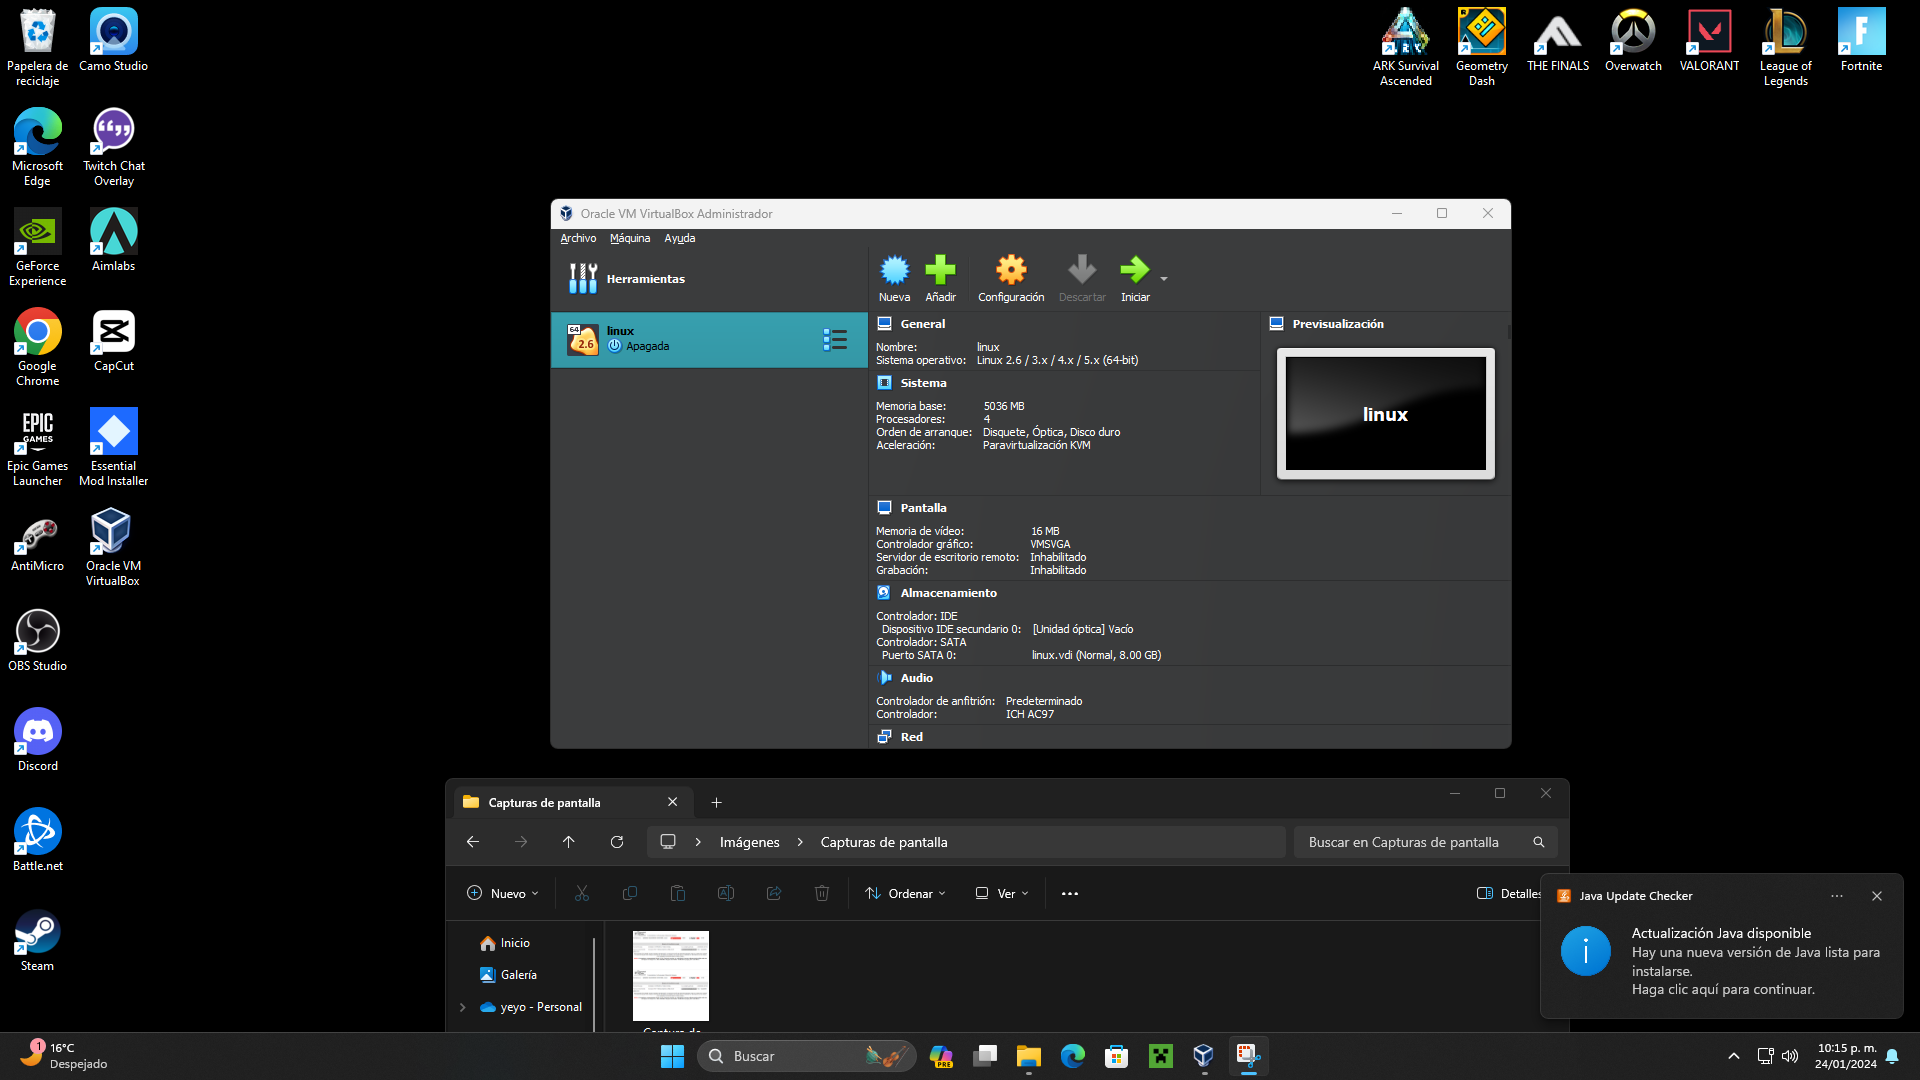 Papelera de reciclaje
Camo Studio
Microsoft Edge
Twitch Chat Overlay
GeForce Experience
Aimlabs
Google Chrome
CapCut
EPIC GAMES
Epic Games Launcher
Essential Mod Installer
AntiMicro
Oracle VM VirtualBox
OBS Studio
Discord
Battle.net
Steam
ARK
ARK Survival Ascended
Geometry Dash
THE FINALS
Overwatch
VALORANT
League of Legends
F
Fortnite
Oracle VM VirtualBox Administrador
Archivo Máquina Ayuda
Herramientas
Nueva Añadir Configuración Descartar Iniciar
64
2.6
linux
Apagada
General
Nombre: linux
Sistema operativo: Linux 2.6 / 3.x / 4.x / 5.x (64-bit)
Previsualización
linux
Sistema
Memoria base: 5036 MB
Procesadores: 4
Orden de arranque: Disquete, Óptica, Disco duro
Aceleración: Paravirtualización KVM
Pantalla
Memoria de vídeo: 16 MB
Controlador gráfico: VMSVGA
Servidor de escritorio remoto: Inhabilitado
Grabación: Inhabilitado
Almacenamiento
Controlador: IDE
Dispositivo IDE secundario 0: [Unidad óptica] Vacío
Controlador: SATA
Puerto SATA 0: linux.vdi (Normal, 8.00 GB)
Audio
Controlador de anfitrión: Predeterminado
Controlador: ICH AC97
Red
Capturas de pantalla
Imágenes > Capturas de pantalla
Buscar en Capturas de pantalla
Nuevo
Ordenar
Ver
Detalles
Inicio
Galería
yeyo - Personal
Captura de
Java Update Checker
Actualización Java disponible
Hay una nueva versión de Java lista para
instalarse.
Haga clic aquí para continuar.
1
16°C
Despejado
Buscar
PRE
10:15 p. m.
24/01/2024